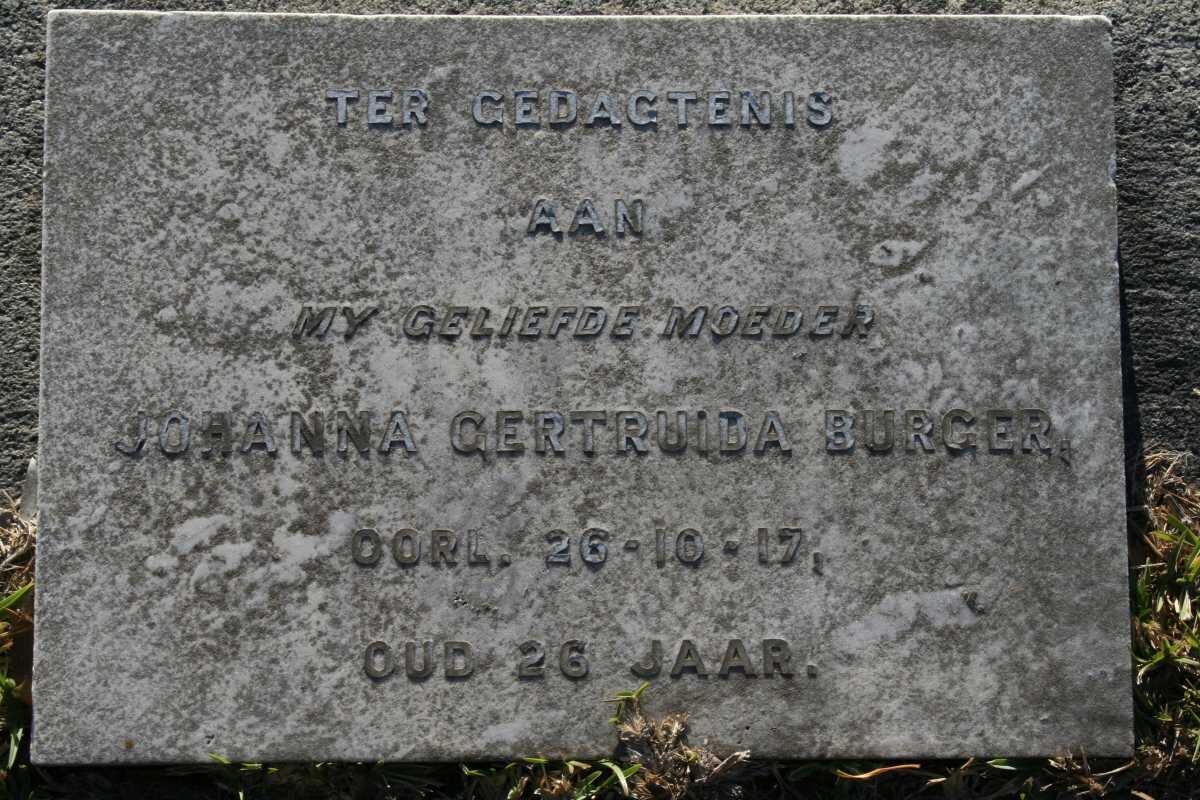 TER GEDAGTENIS
AAN
MY GELIEFDE MOEDER
JOHANNA GERTRUIDA BURGER,
OORL. 26-10-17,
OUD 26 JAAR.